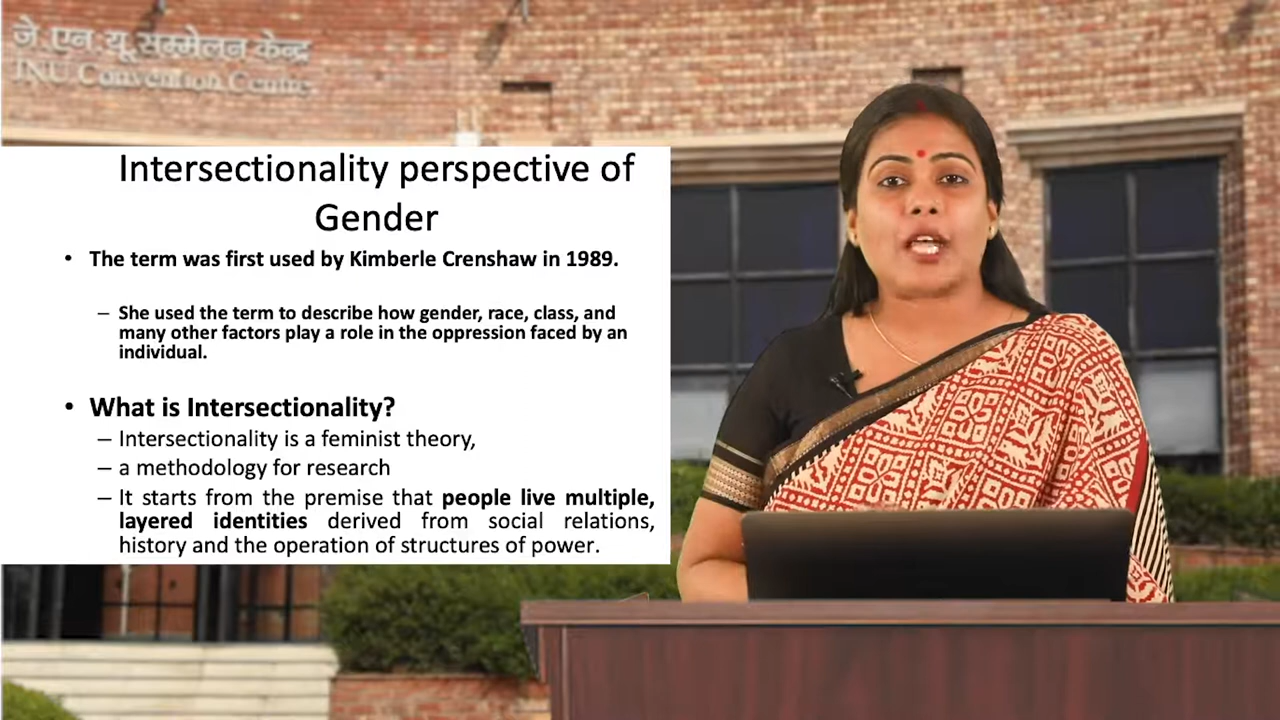 जे.एन.यू.सम्मेलन केन्द्र
JNU Convention Centre
Intersectionality perspective of
Gender
• The term was first used by Kimberle Crenshaw in 1989.
– She used the term to describe how gender, race, class, and
many other factors play a role in the oppression faced by an
individual.
• What is Intersectionality?
– Intersectionality is a feminist theory,
– a methodology for research
– It starts from the premise that people live multiple,
layered identities derived from social relations,
history and the operation of structures of power.